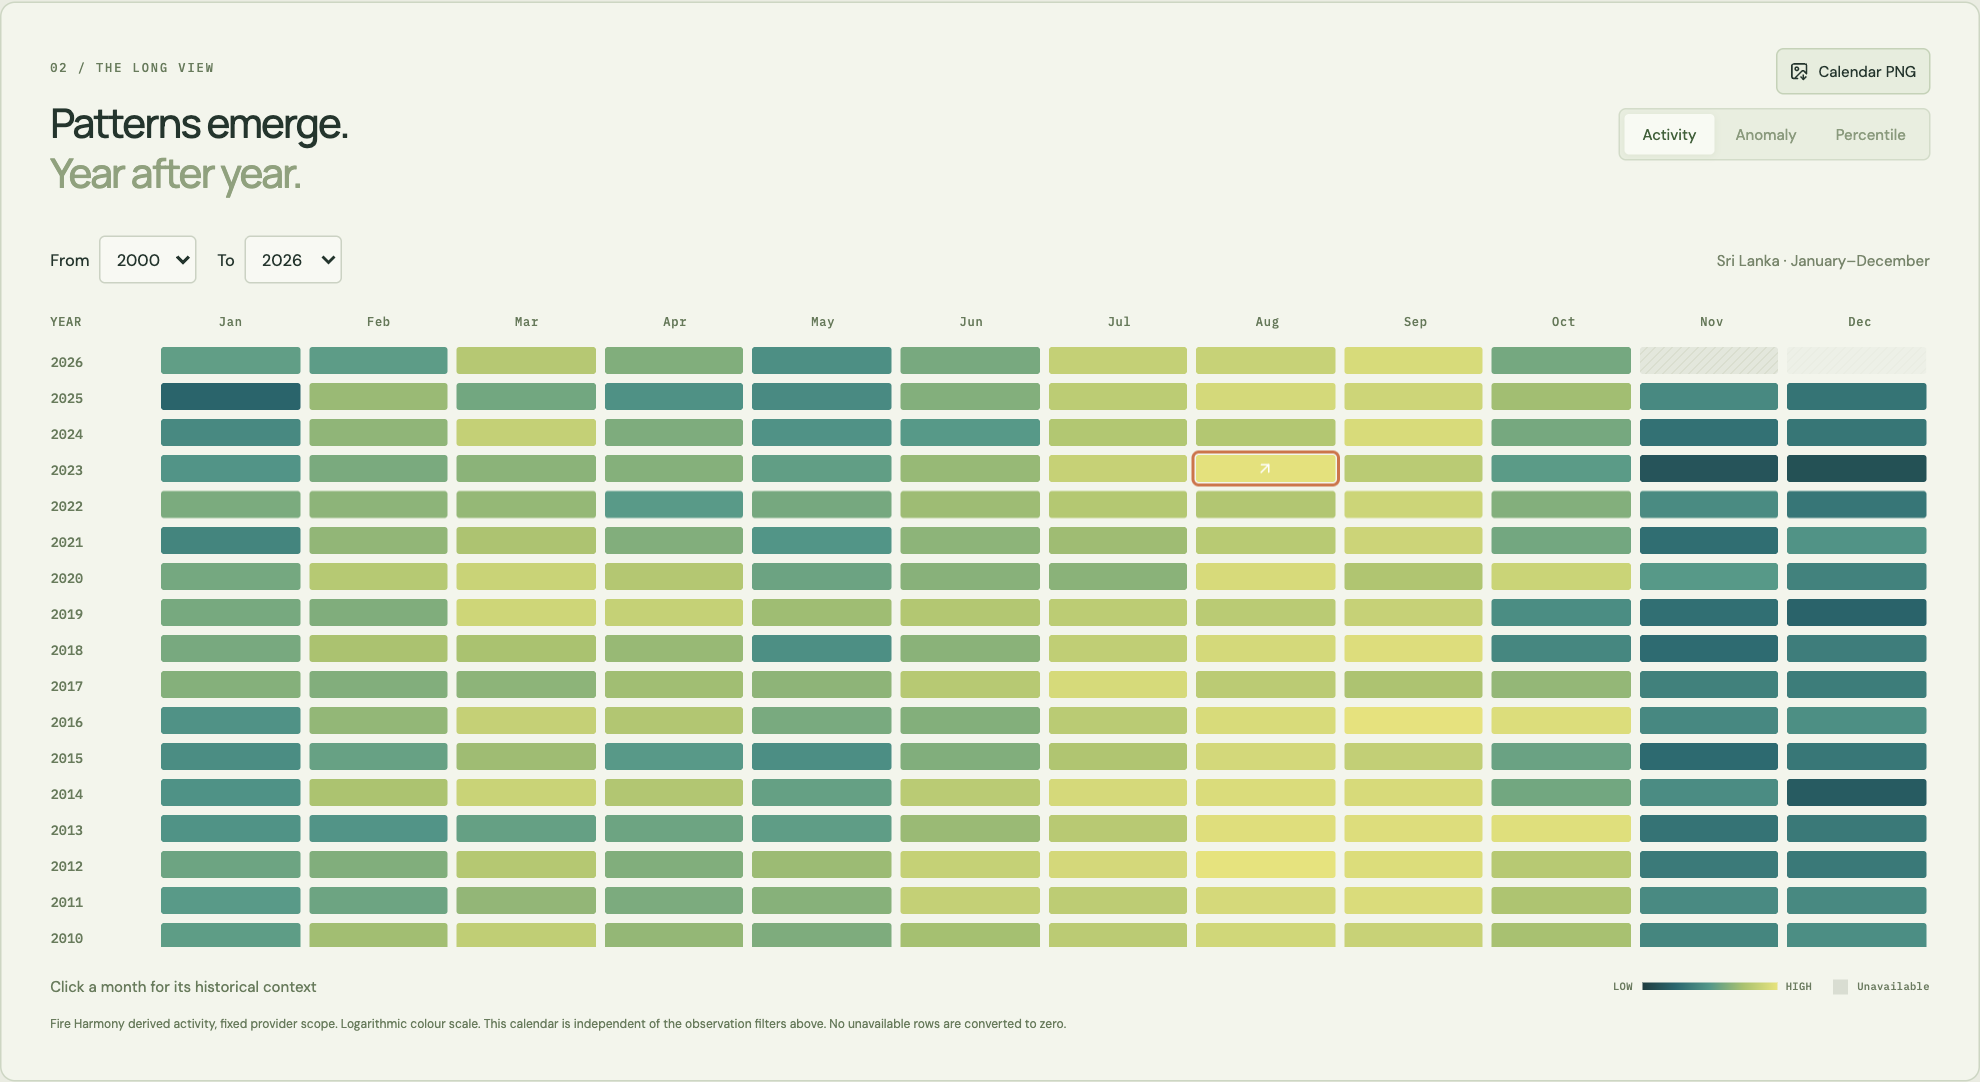 02 / THE LONG VIEW
Calendar PNG
Patterns emerge.
Year after year.
Activity Anomaly Percentile
From 2000 To 2026
Sri Lanka · January–December
YEAR Jan Feb Mar Apr May Jun Jul Aug Sep Oct Nov Dec
2026
2025
2024
2023
2022
2021
2020
2019
2018
2017
2016
2015
2014
2013
2012
2011
2010
Click a month for its historical context
LOW HIGH Unavailable
Fire Harmony derived activity, fixed provider scope. Logarithmic colour scale. This calendar is independent of the observation filters above. No unavailable rows are converted to zero.